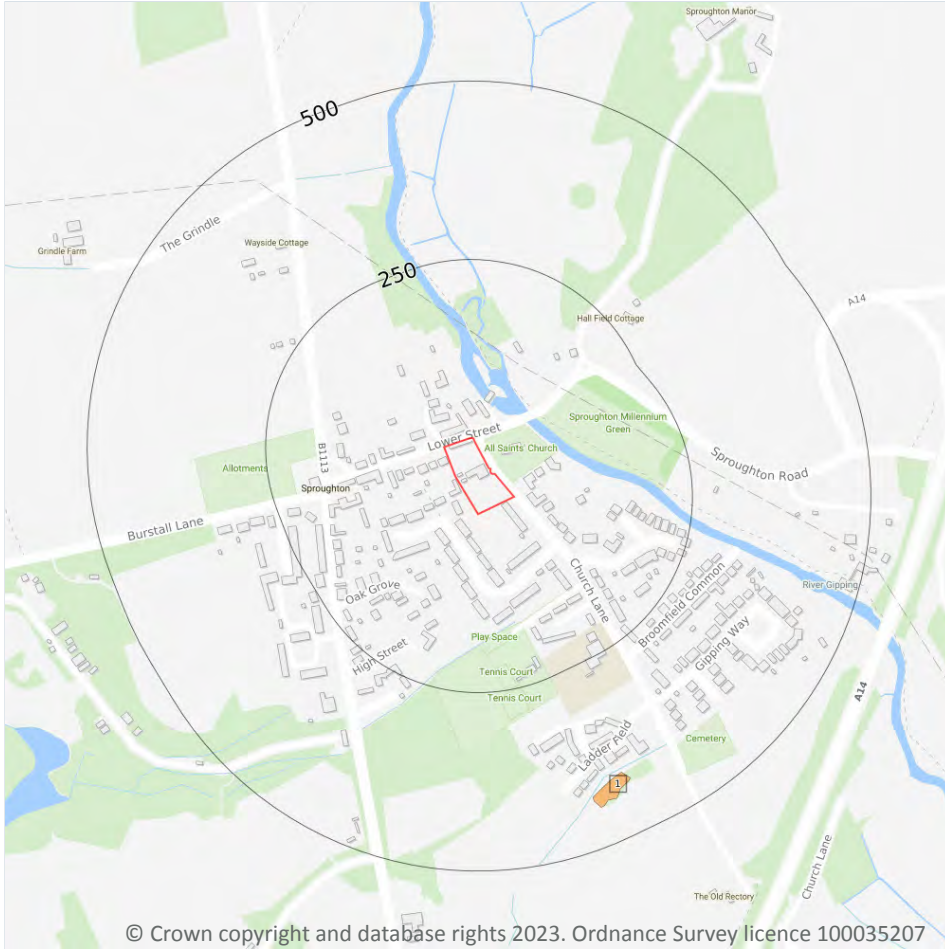 Sproughton Manor
500
The Grindle
Grindle Farm
Wayside Cottage
250
A14
Hall Field Cottage
Sproughton Millennium
Green
Lower Street
All Saints' Church
B1113
Allotments
Sproughton
Sproughton Road
Burstall Lane
Oak Grove
Church Lane
Broomfield Common
River Gipping
Play Space
Gipping Way
High Street
Tennis Court
Tennis Court
A14
Ladder Field
Cemetery
1
Church Lane
The Old Rectory
© Crown copyright and database rights 2023. Ordnance Survey licence 100035207